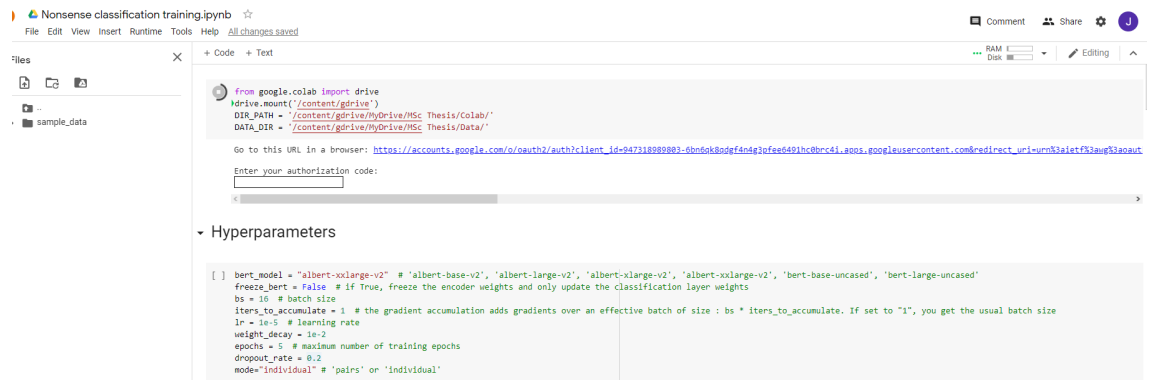 Nonsense classification training.ipynb
File Edit View Insert Runtime Tools Help All changes saved
Comment Share J
Files
+ Code + Text
RAM
Disk
Editing
..
sample_data
from google.colab import drive
drive.mount('/content/gdrive')
DIR_PATH = '/content/gdrive/MyDrive/MSc Thesis/Colab/'
DATA_DIR = '/content/gdrive/MyDrive/MSc Thesis/Data/'
Go to this URL in a browser: https://accounts.google.com/o/oauth2/auth?client_id=947318989803-6bn6qk8qdgf4n4g3pfee6491hc0brc4i.apps.googleusercontent.com&redirect_uri=urn%3aietf%3awg%3aoaut
Enter your authorization code:
Hyperparameters
[ ] bert_model = "albert-xxlarge-v2" # 'albert-base-v2', 'albert-large-v2', 'albert-xlarge-v2', 'albert-xxlarge-v2', 'bert-base-uncased', 'bert-large-uncased'
freeze_bert = False # if True, freeze the encoder weights and only update the classification layer weights
bs = 16 # batch size
iters_to_accumulate = 1 # the gradient accumulation adds gradients over an effective batch of size : bs * iters_to_accumulate. If set to "1", you get the usual batch size
lr = 1e-5 # learning rate
weight_decay = 1e-2
epochs = 5 # maximum number of training epochs
dropout_rate = 0.2
mode="individual" # 'pairs' or 'individual'